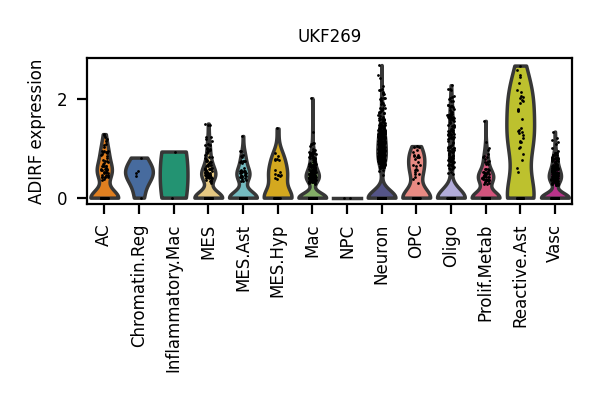 UKF269
ADIRF expression
2
0
AC
Chromatin.Reg
Inflammatory.Mac
MES
MES.Ast
MES.Hyp
Mac
NPC
Neuron
OPC
Oligo
Prolif.Metab
Reactive.Ast
Vasc